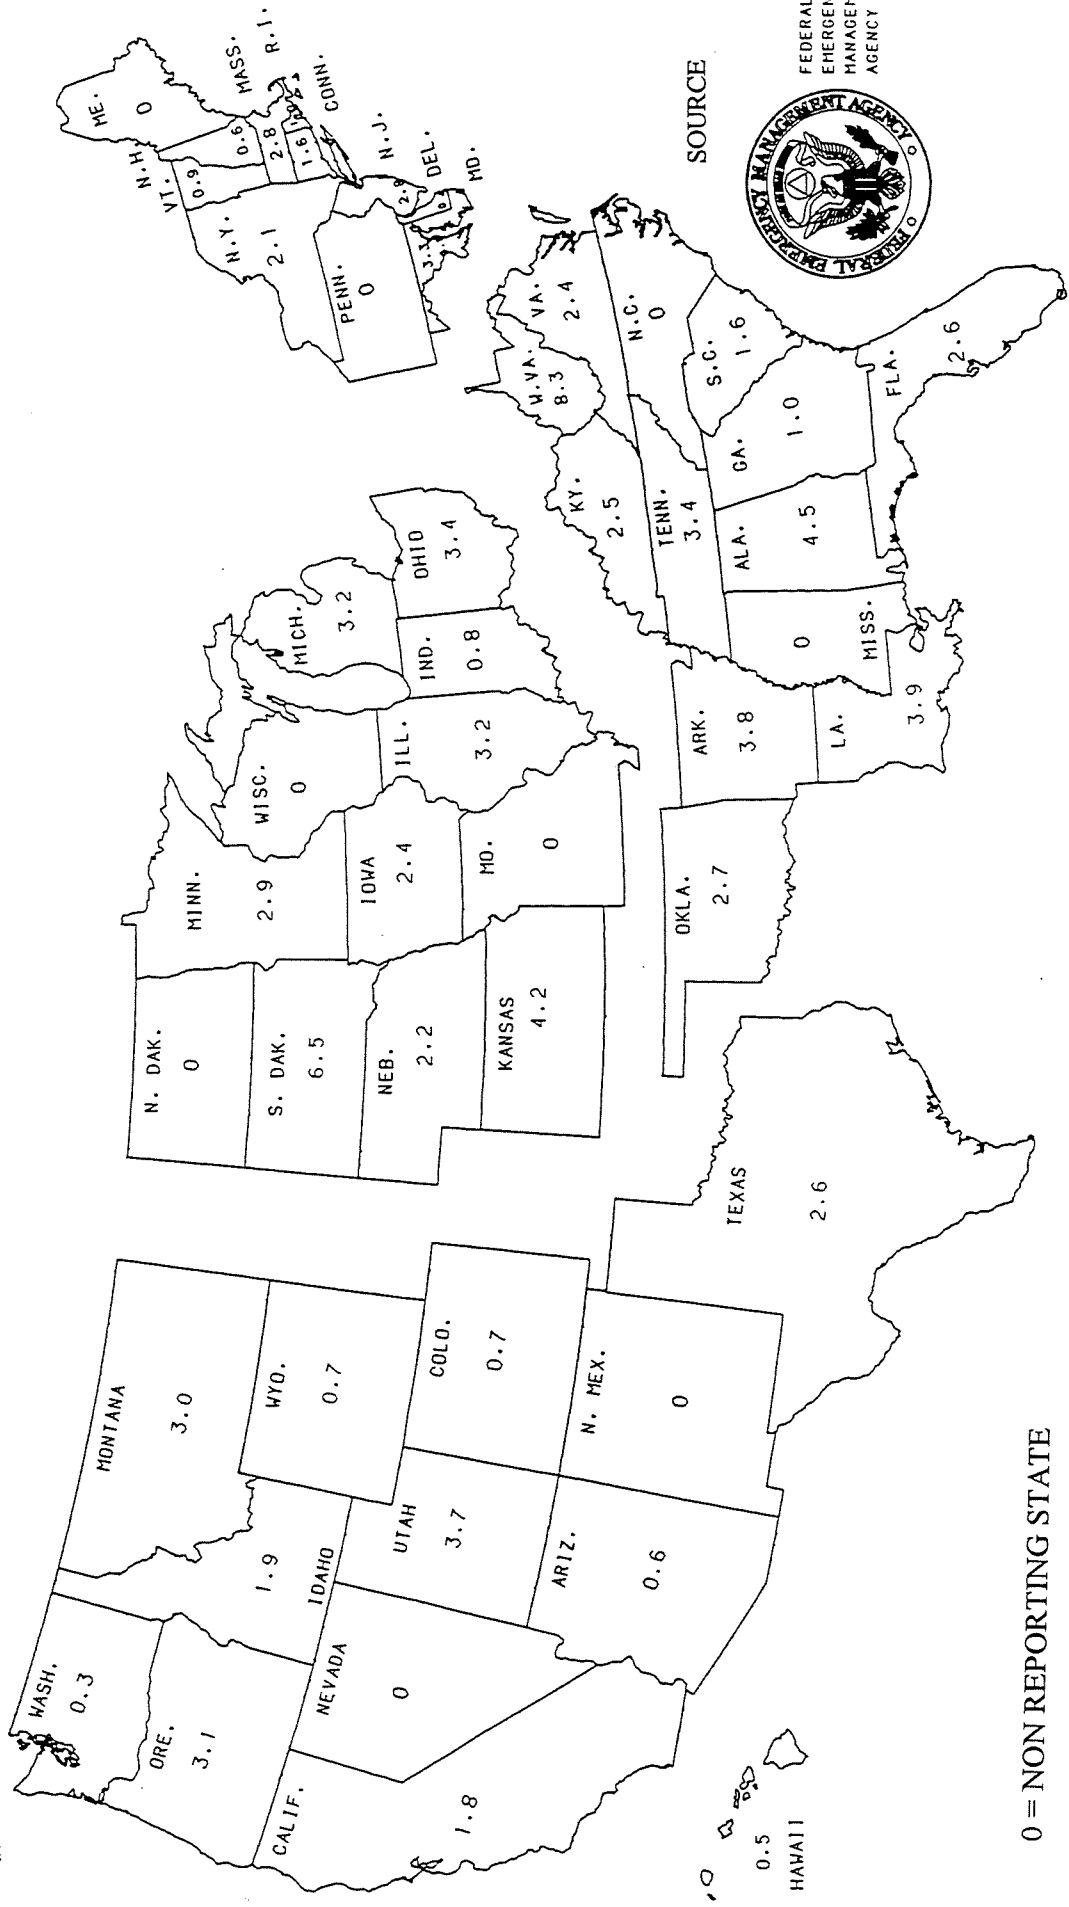 WASH.
0.3
ORE.
3.1
CALIF.
1.8
NEVADA
0
IDAHO
1.9
MONTANA
3.0
WYO.
0.7
UTAH
3.7
COLO.
0.7
ARIZ.
0.6
N. MEX.
0
0.5
HAWAII
N. DAK.
0
S. DAK.
6.5
NEB.
2.2
KANSAS
4.2
MINN.
2.9
IOWA
2.4
MO.
0
WISC.
0
ILL.
3.2
MICH.
3.2
IND.
0.8
OHIO
3.4
TEXAS
2.6
OKLA.
2.7
ARK.
3.8
LA.
3.9
MISS.
0
ALA.
4.5
TENN.
3.4
KY.
2.5
GA.
1.0
FLA.
2.6
S.C.
1.6
N.C.
0
VA.
2.4
W.VA.
8.3
ME.
0
N.H.
0.6
VT.
0.9
N.Y.
2.1
PENN.
0
MASS.
2.8
R.I.
CONN.
1.6
N.J.
DEL.
MD.
SOURCE
FEDERAL EMERGENCY MANAGEMENT AGENCY
FEDERAL
EMERGEN
MANAGEM
AGENCY
0 = NON REPORTING STATE